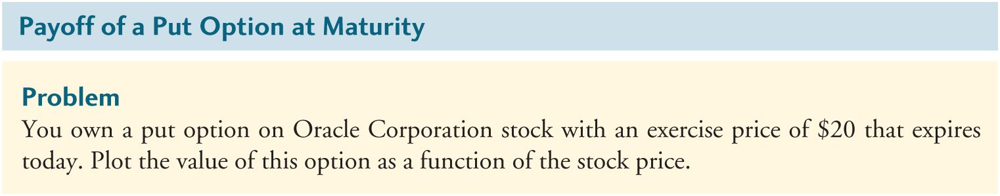 Payoff of a Put Option at Maturity
Problem
You own a put option on Oracle Corporation stock with an exercise price of $20 that expires
today. Plot the value of this option as a function of the stock price.